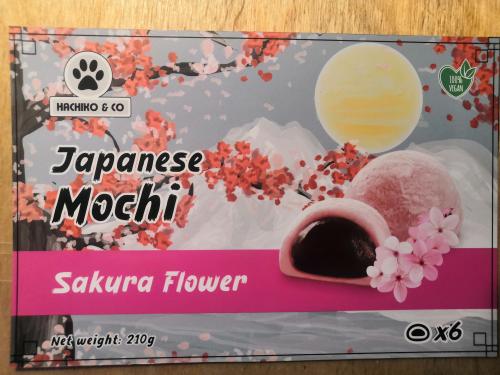 HACHIKO & CO
100%
VEGAN
Japanese
Mochi
Sakura Flower
Net weight: 210g
x6